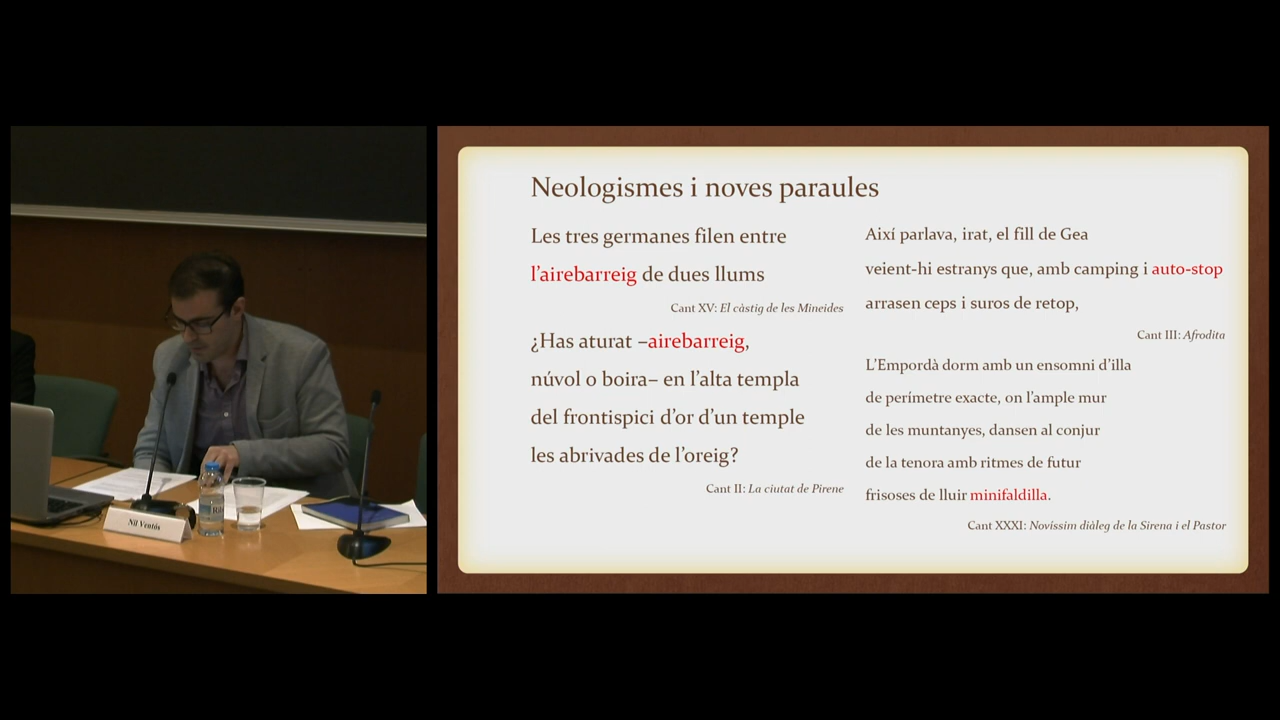 Nil Ventós
Neologismes i noves paraules
Les tres germanes filen entre
l’airebarreig de dues llums
Cant XV: El càstig de les Mineides
¿Has aturat –airebarreig,
núvol o boira– en l’alta templa
del frontispici d’or d’un temple
les abrivades de l’oreig?
Cant II: La ciutat de Pirene
Així parlava, irat, el fill de Gea
veient-hi estranys que, amb camping i auto-stop
arrasen ceps i suros de retop,
Cant III: Afrodita
L’Empordà dorm amb un ensomni d’illa
de perímetre exacte, on l’ample mur
de les muntanyes, dansen al conjur
de la tenora amb ritmes de futur
frisoses de lluir minifaldilla.
Cant XXXI: Novíssim diàleg de la Sirena i el Pastor